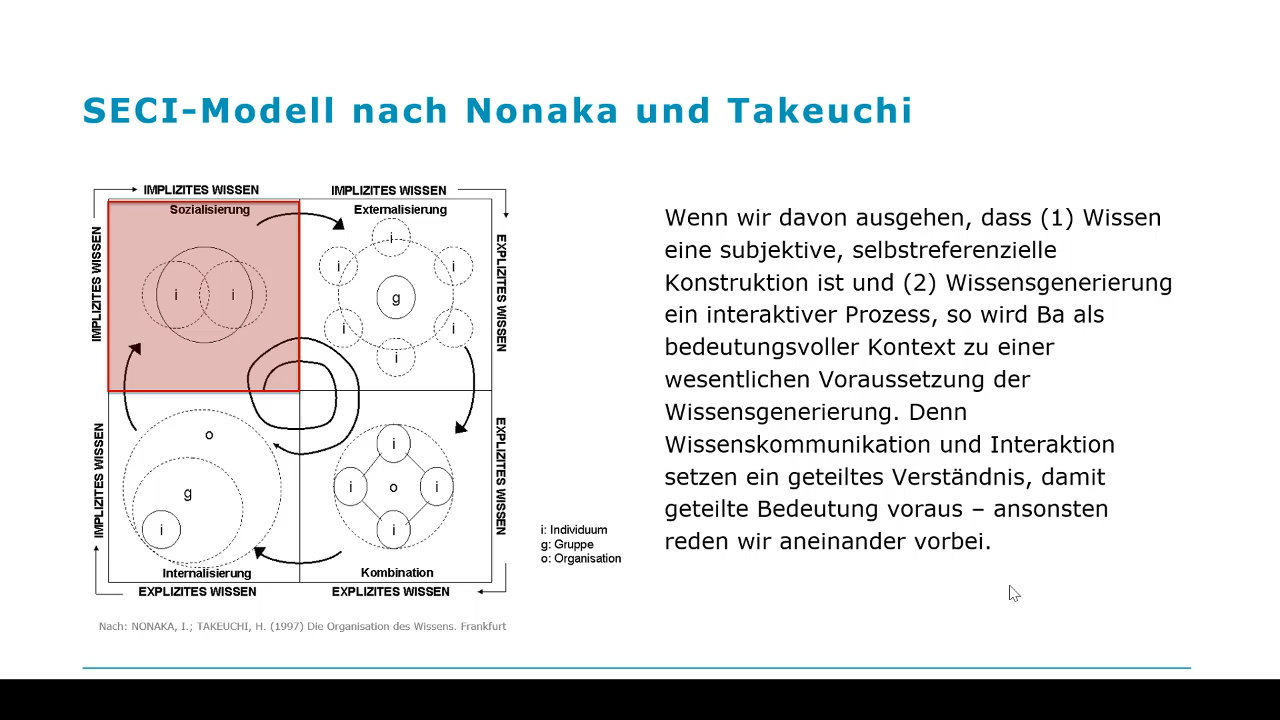 SECI-Modell nach Nonaka und Takeuchi
IMPLIZITES WISSEN
IMPLIZITES WISSEN
Sozialisierung
Externalisierung
IMPLIZITES WISSEN
EXPLIZITES WISSEN
i
i
i
i
i
g
i
i
i
IMPLIZITES WISSEN
EXPLIZITES WISSEN
o
g
i
i
i
o
i
i
Internalisierung
Kombination
EXPLIZITES WISSEN
EXPLIZITES WISSEN
i: Individuum
g: Gruppe
o: Organisation
Nach: NONAKA, I.; TAKEUCHI, H. (1997) Die Organisation des Wissens. Frankfurt
Wenn wir davon ausgehen, dass (1) Wissen
eine subjektive, selbstreferenzielle
Konstruktion ist und (2) Wissensgenerierung
ein interaktiver Prozess, so wird Ba als
bedeutungsvoller Kontext zu einer
wesentlichen Voraussetzung der
Wissensgenerierung. Denn
Wissenskommunikation und Interaktion
setzen ein geteiltes Verständnis, damit
geteilte Bedeutung voraus – ansonsten
reden wir aneinander vorbei.